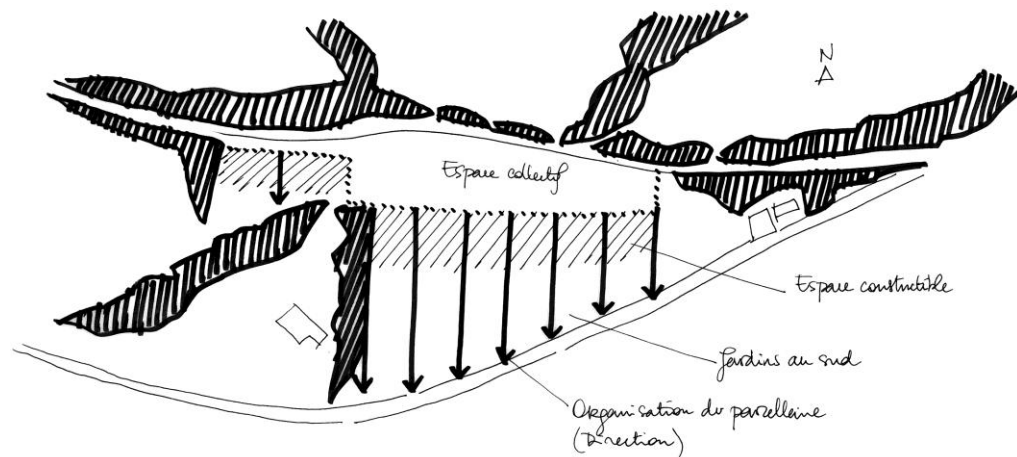 N
Espace collectif
Espace constructible
Jardins au sud
Organisation du parcellaire
(Direction)